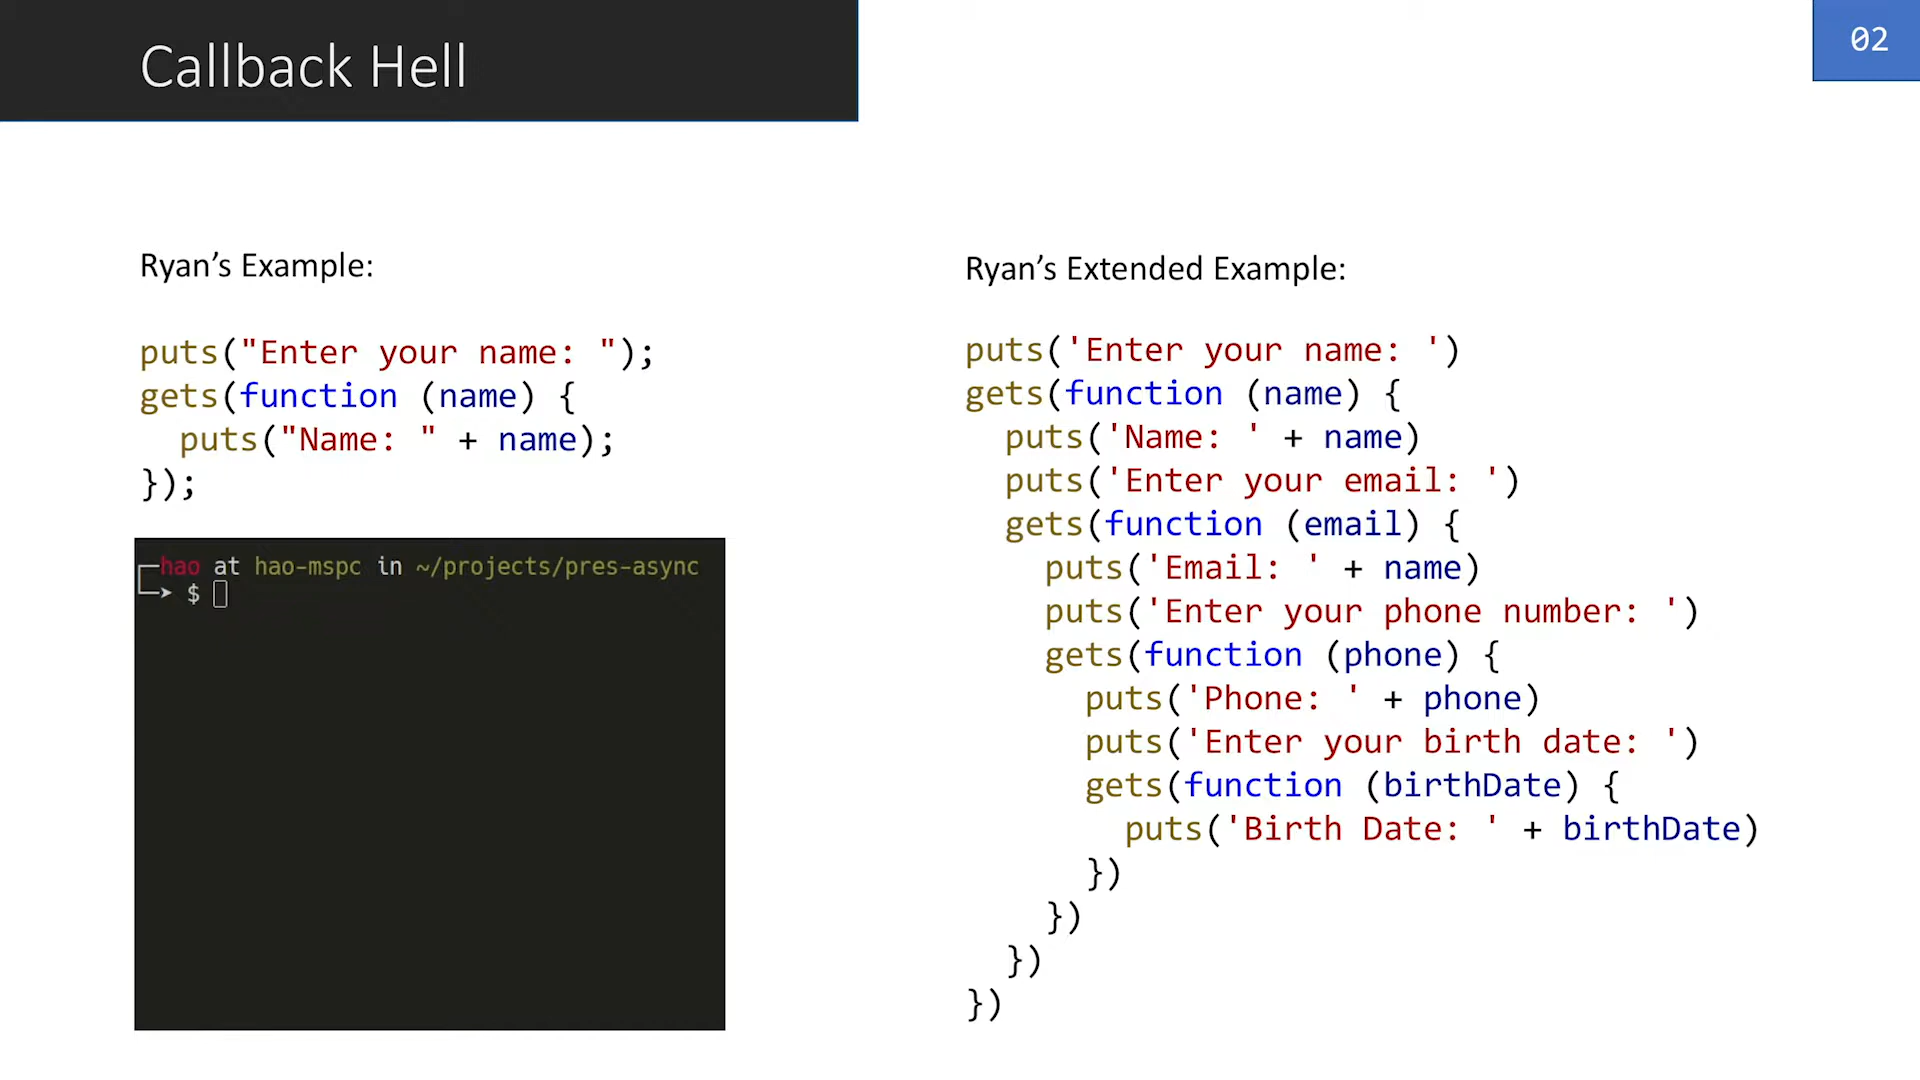 Callback Hell
02
Ryan’s Example:
puts("Enter your name: ");
gets(function (name) {
  puts("Name: " + name);
});
hao at hao-mspc in ~/projects/pres-async
$
Ryan’s Extended Example:
puts('Enter your name: ')
gets(function (name) {
  puts('Name: ' + name)
  puts('Enter your email: ')
  gets(function (email) {
    puts('Email: ' + name)
    puts('Enter your phone number: ')
    gets(function (phone) {
      puts('Phone: ' + phone)
      puts('Enter your birth date: ')
      gets(function (birthDate) {
        puts('Birth Date: ' + birthDate)
      })
    })
  })
})